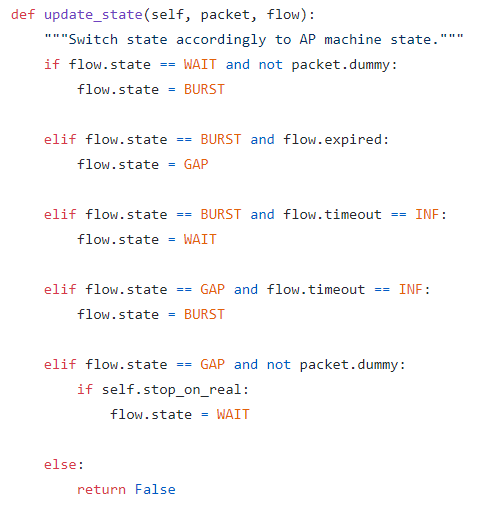 def update_state(self, packet, flow):
    """Switch state accordingly to AP machine state."""
    if flow.state == WAIT and not packet.dummy:
        flow.state = BURST

    elif flow.state == BURST and flow.expired:
        flow.state = GAP

    elif flow.state == BURST and flow.timeout == INF:
        flow.state = WAIT

    elif flow.state == GAP and flow.timeout == INF:
        flow.state = BURST

    elif flow.state == GAP and not packet.dummy:
        if self.stop_on_real:
            flow.state = WAIT

    else:
        return False